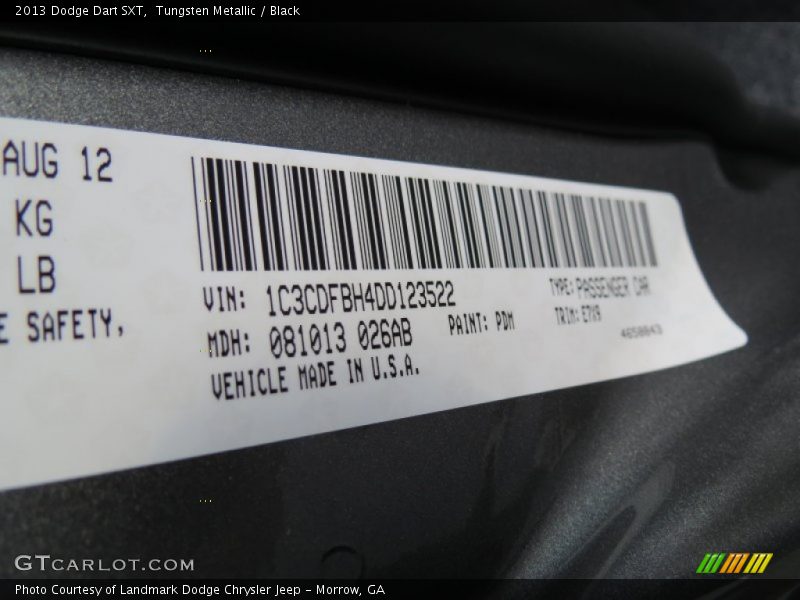 2013 Dodge Dart SXT,  Tungsten Metallic / Black
AUG 12
KG
LB
E SAFETY,
VIN: 1C3CDFBH4DD123522
TYPE: PASSENGER CAR
MDH: 081013 026AB
PAINT: PDM
TRIM:
VEHICLE MADE IN U.S.A.
GTCARLOT.COM
Photo Courtesy of Landmark Dodge Chrysler Jeep - Morrow, GA